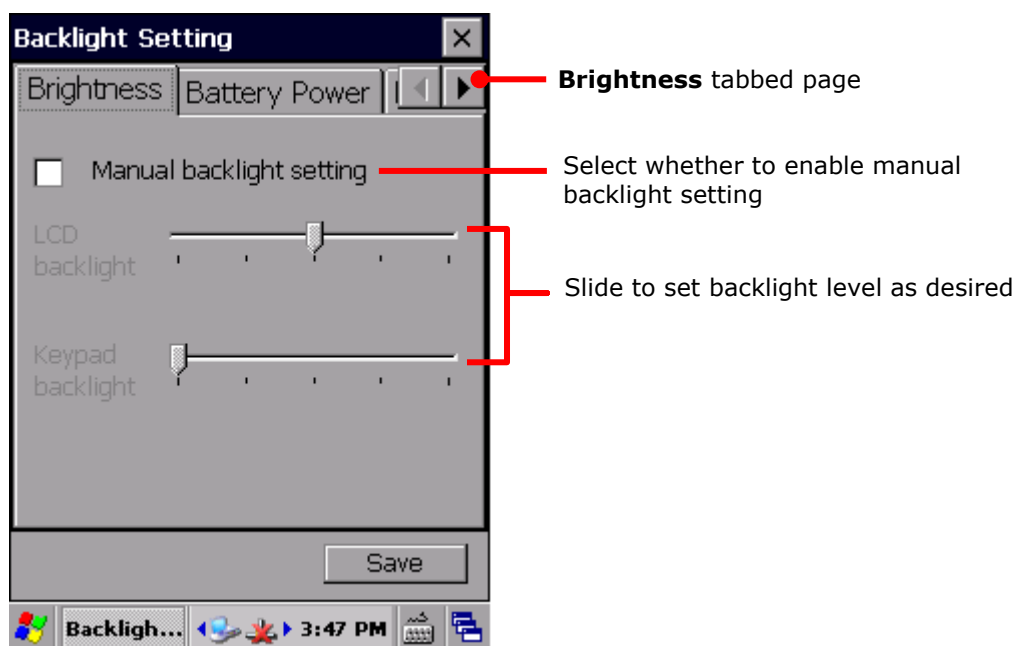 Backlight Setting
Brightness
Battery Power
Brightness tabbed page
Manual backlight setting
Select whether to enable manual
backlight setting
LCD
backlight
Slide to set backlight level as desired
Keypad
backlight
Save
Backligh...
3:47 PM